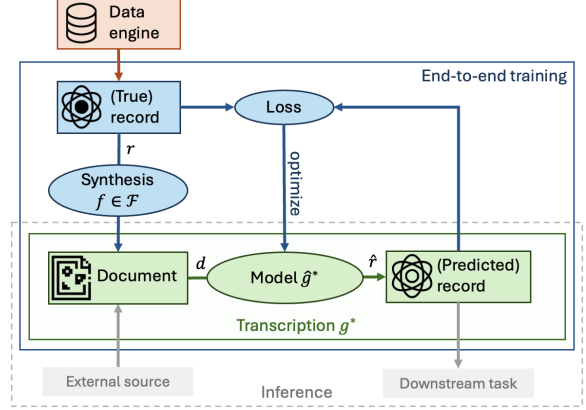 Data
engine
End-to-end training
(True)
record
Loss
r
optimize
Synthesis
f ∈ ℱ
Document
d
Model ĝ*
r̂
(Predicted)
record
Transcription g*
External source
Inference
Downstream task